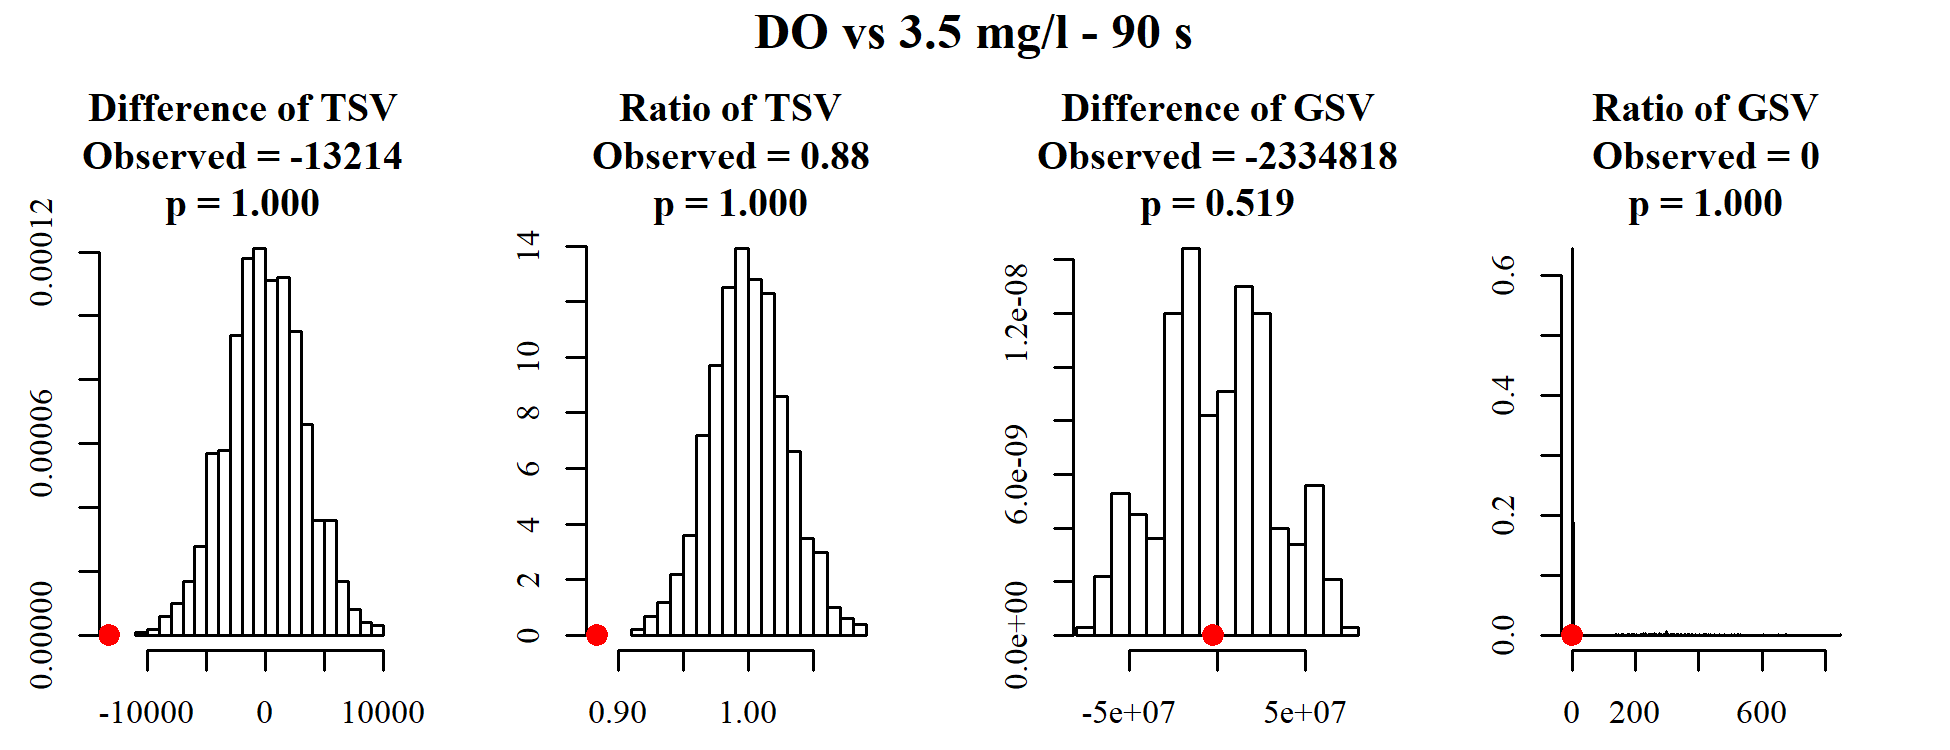 DO vs 3.5 mg/l - 90 s
Difference of TSV
Observed = -13214
p = 1.000
0.00000
0.00006
0.00012
-10000
0
10000
Ratio of TSV
Observed = 0.88
p = 1.000
0
2
4
6
8
10
14
0.90
1.00
Difference of GSV
Observed = -2334818
p = 0.519
0.0e+00
6.0e-09
1.2e-08
-5e+07
5e+07
Ratio of GSV
Observed = 0
p = 1.000
0.0
0.2
0.4
0.6
0
200
600